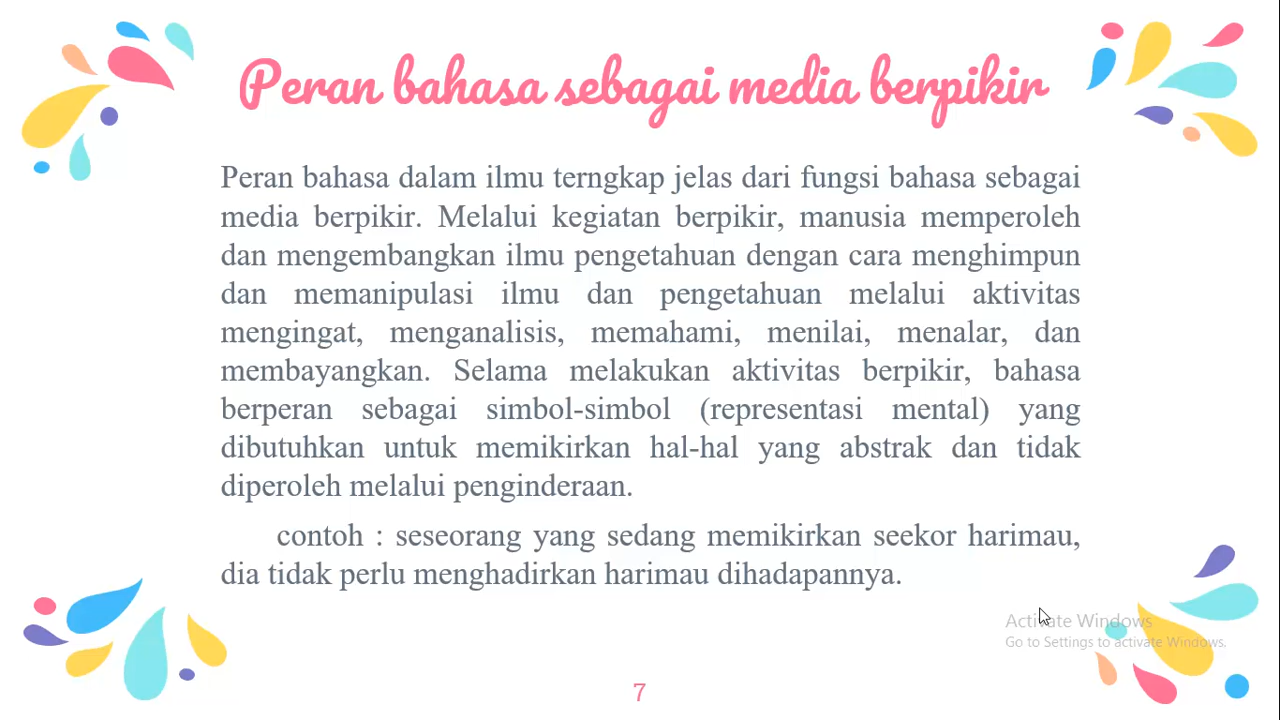 Peran bahasa sebagai media berpikir
Peran bahasa dalam ilmu terngkap jelas dari fungsi bahasa sebagai
media berpikir. Melalui kegiatan berpikir, manusia memperoleh
dan mengembangkan ilmu pengetahuan dengan cara menghimpun
dan memanipulasi ilmu dan pengetahuan melalui aktivitas
mengingat, menganalisis, memahami, menilai, menalar, dan
membayangkan. Selama melakukan aktivitas berpikir, bahasa
berperan sebagai simbol-simbol (representasi mental) yang
dibutuhkan untuk memikirkan hal-hal yang abstrak dan tidak
diperoleh melalui penginderaan.
contoh : seseorang yang sedang memikirkan seekor harimau,
dia tidak perlu menghadirkan harimau dihadapannya.
Activate Windows
Go to Settings to activate Windows.
7